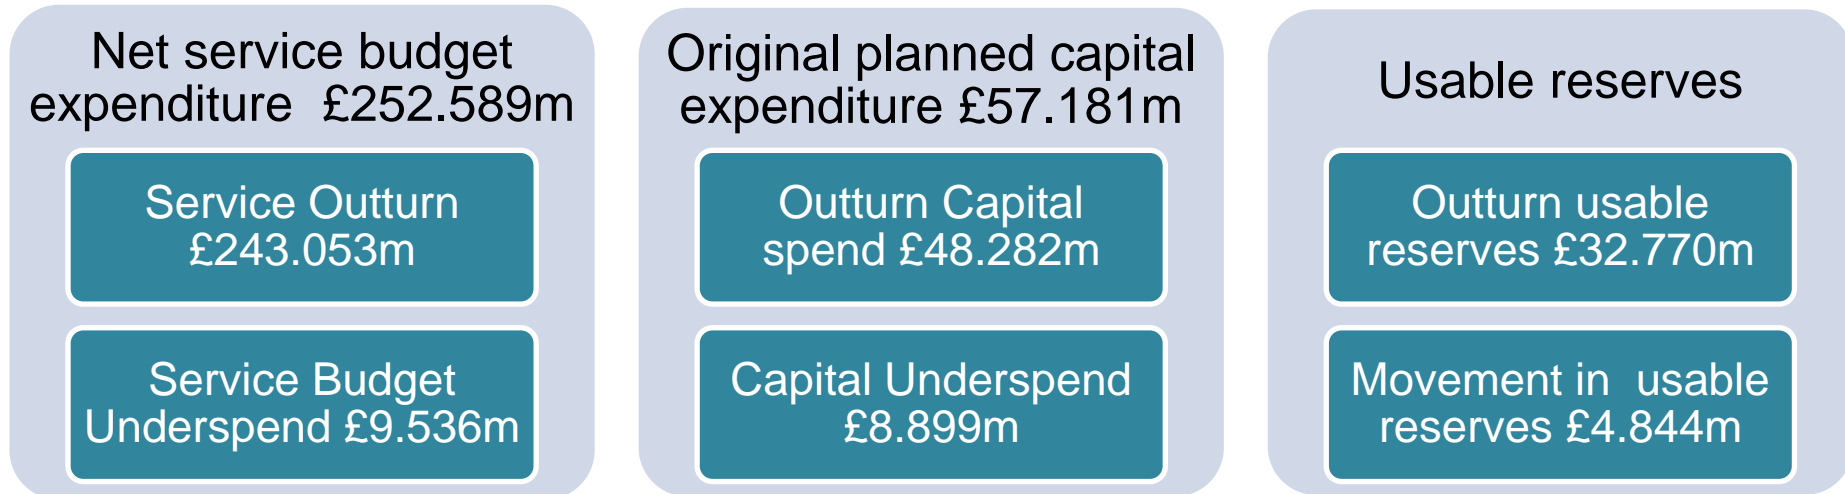 Net service budget
expenditure  £252.589m
Service Outturn
£243.053m
Service Budget
Underspend £9.536m
Original planned capital
expenditure £57.181m
Outturn Capital
spend £48.282m
Capital Underspend
£8.899m
Usable reserves
Outturn usable
reserves £32.770m
Movement in  usable
reserves £4.844m